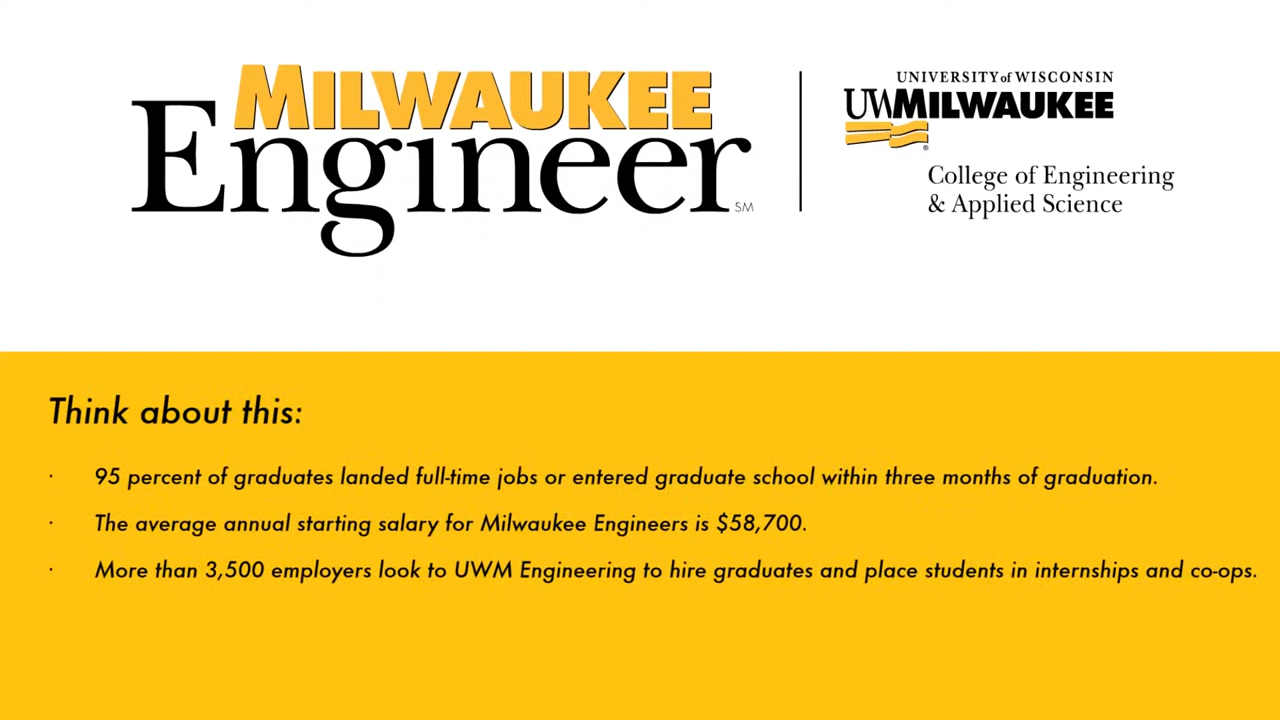 MILWAUKEE
Engineer SM
UNIVERSITY of WISCONSIN
UWMILWAUKEE
®
College of Engineering
& Applied Science
Think about this:
· 95 percent of graduates landed full-time jobs or entered graduate school within three months of graduation.
· The average annual starting salary for Milwaukee Engineers is $58,700.
· More than 3,500 employers look to UWM Engineering to hire graduates and place students in internships and co-ops.